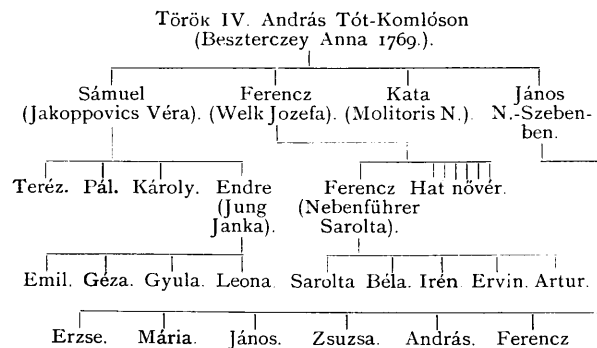 Török IV. András Tót-Komlóson
(Beszterczey Anna 1769.).
Sámuel Ferencz Kata János
(Jakoppovics Véra). (Welk Jozefa). (Molitoris N.). N.-Szeben-
ben.
Teréz. Pál. Károly. Endre Ferencz Hat nővér.
(Jung (Nebenführer
Janka). Sarolta).
Emil. Géza. Gyula. Leona. Sarolta Béla. Irén. Ervin. Artur.
Erzse. Mária. János. Zsuzsa. András. Ferencz